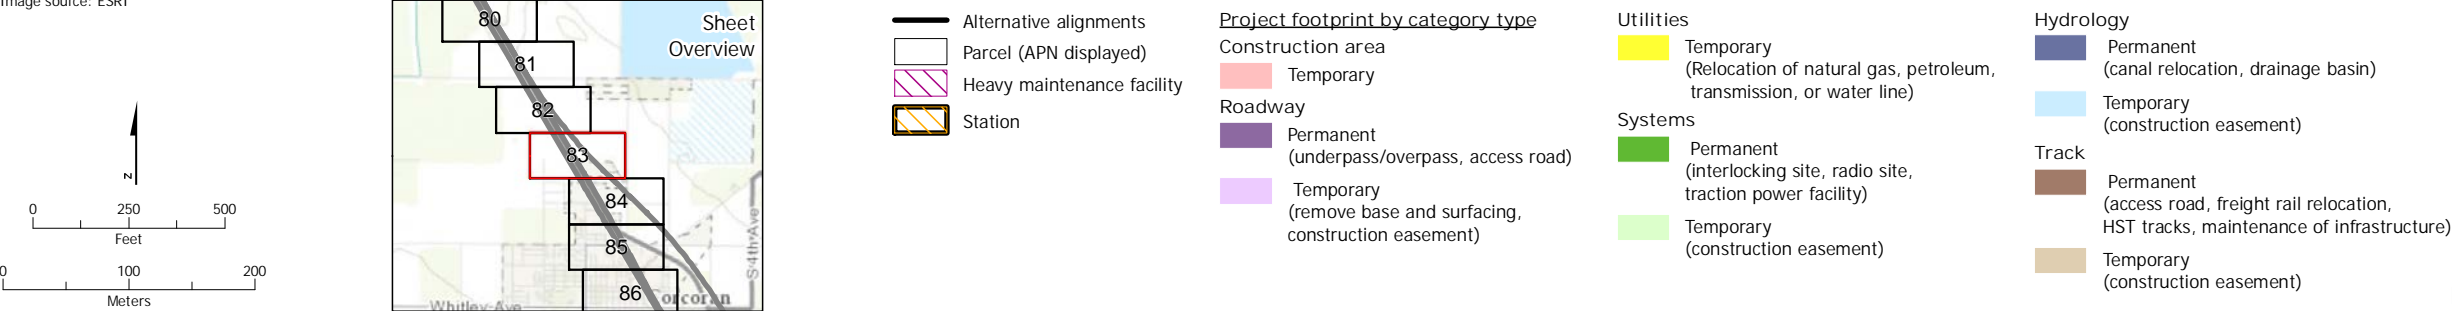 Image source: ESRI
N
0 250 500
Feet
0 100 200
Meters
Sheet
Overview
80
81
82
83
84
85
86
S 4th Ave
Whitley Ave
Corcoran
Alternative alignments
Parcel (APN displayed)
Heavy maintenance facility
Station
Project footprint by category type
Construction area
Temporary
Roadway
Permanent
(underpass/overpass, access road)
Temporary
(remove base and surfacing,
construction easement)
Utilities
Temporary
(Relocation of natural gas, petroleum,
transmission, or water line)
Systems
Permanent
(interlocking site, radio site,
traction power facility)
Temporary
(construction easement)
Hydrology
Permanent
(canal relocation, drainage basin)
Temporary
(construction easement)
Track
Permanent
(access road, freight rail relocation,
HST tracks, maintenance of infrastructure)
Temporary
(construction easement)